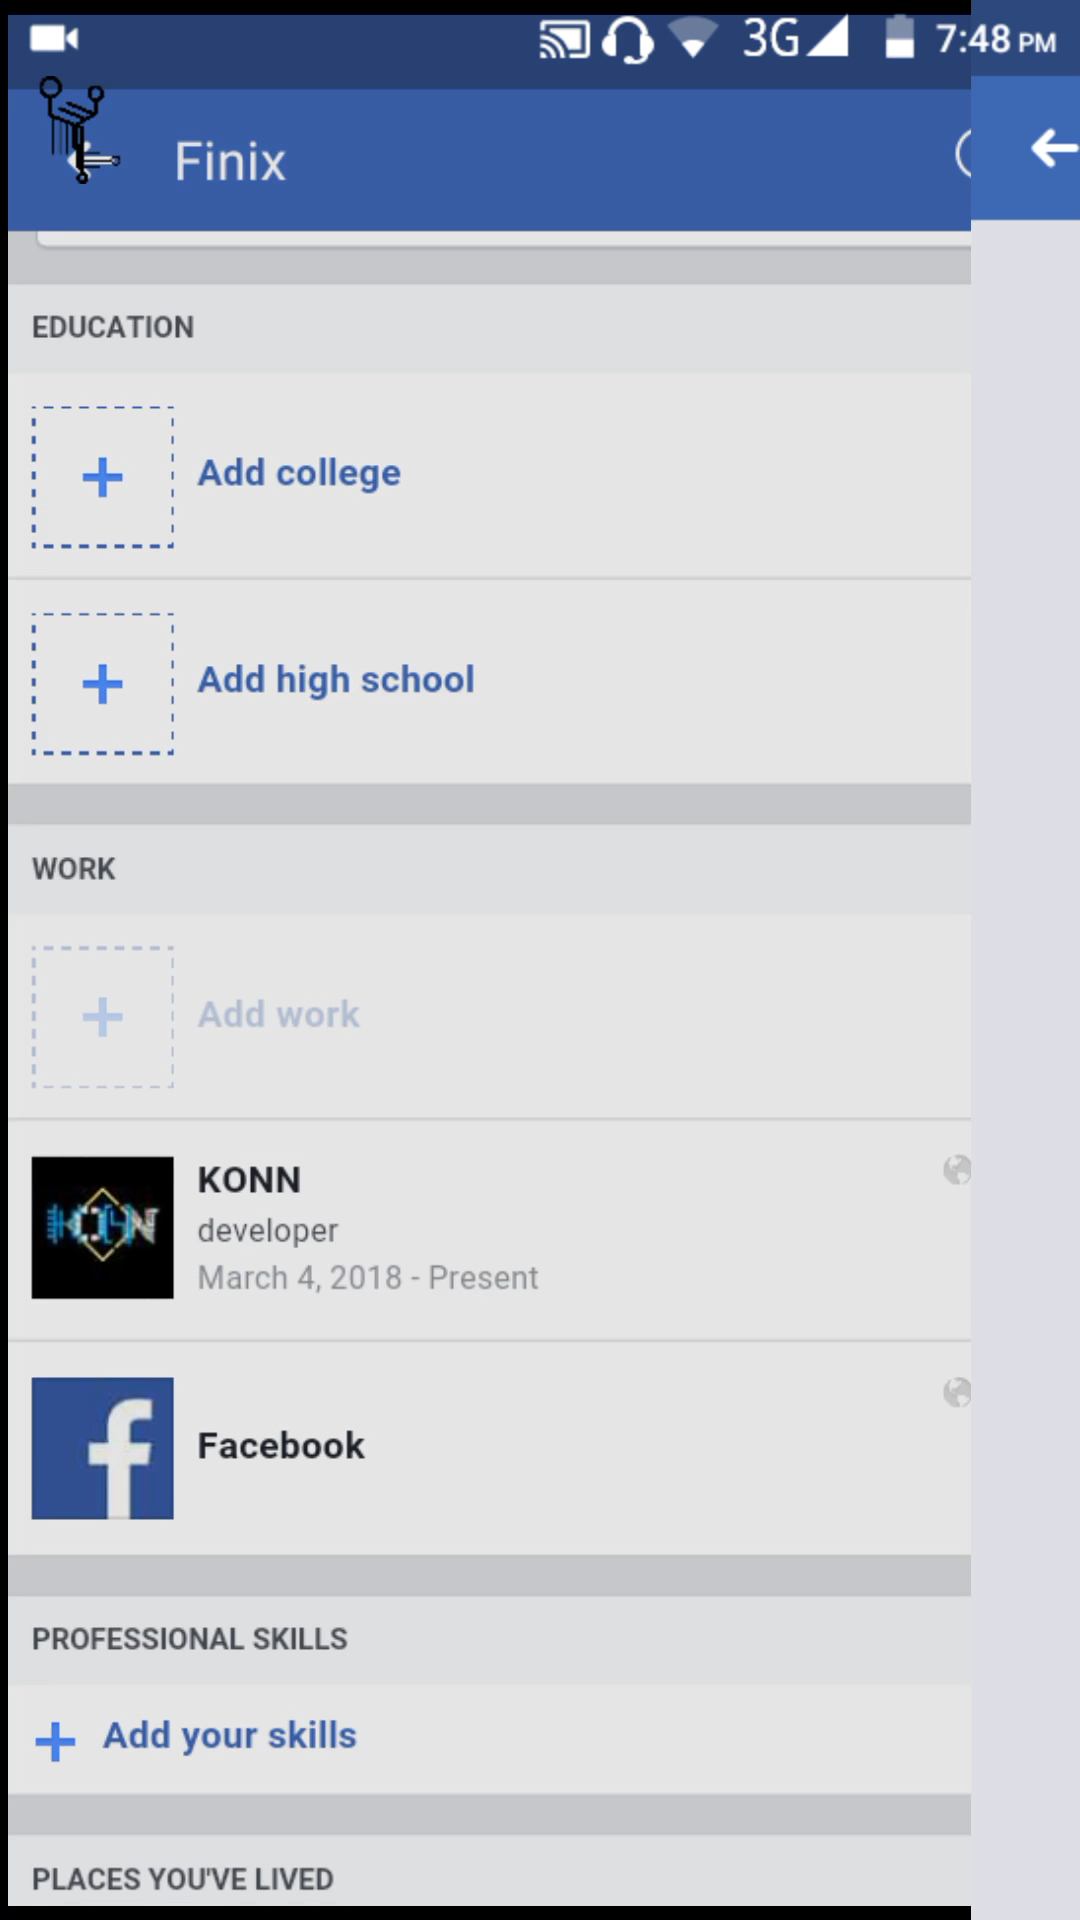 3G 7:48 PM
Finix
EDUCATION
Add college
Add high school
WORK
Add work
KONN
KONN
developer
March 4, 2018 - Present
f
Facebook
PROFESSIONAL SKILLS
Add your skills
PLACES YOU'VE LIVED